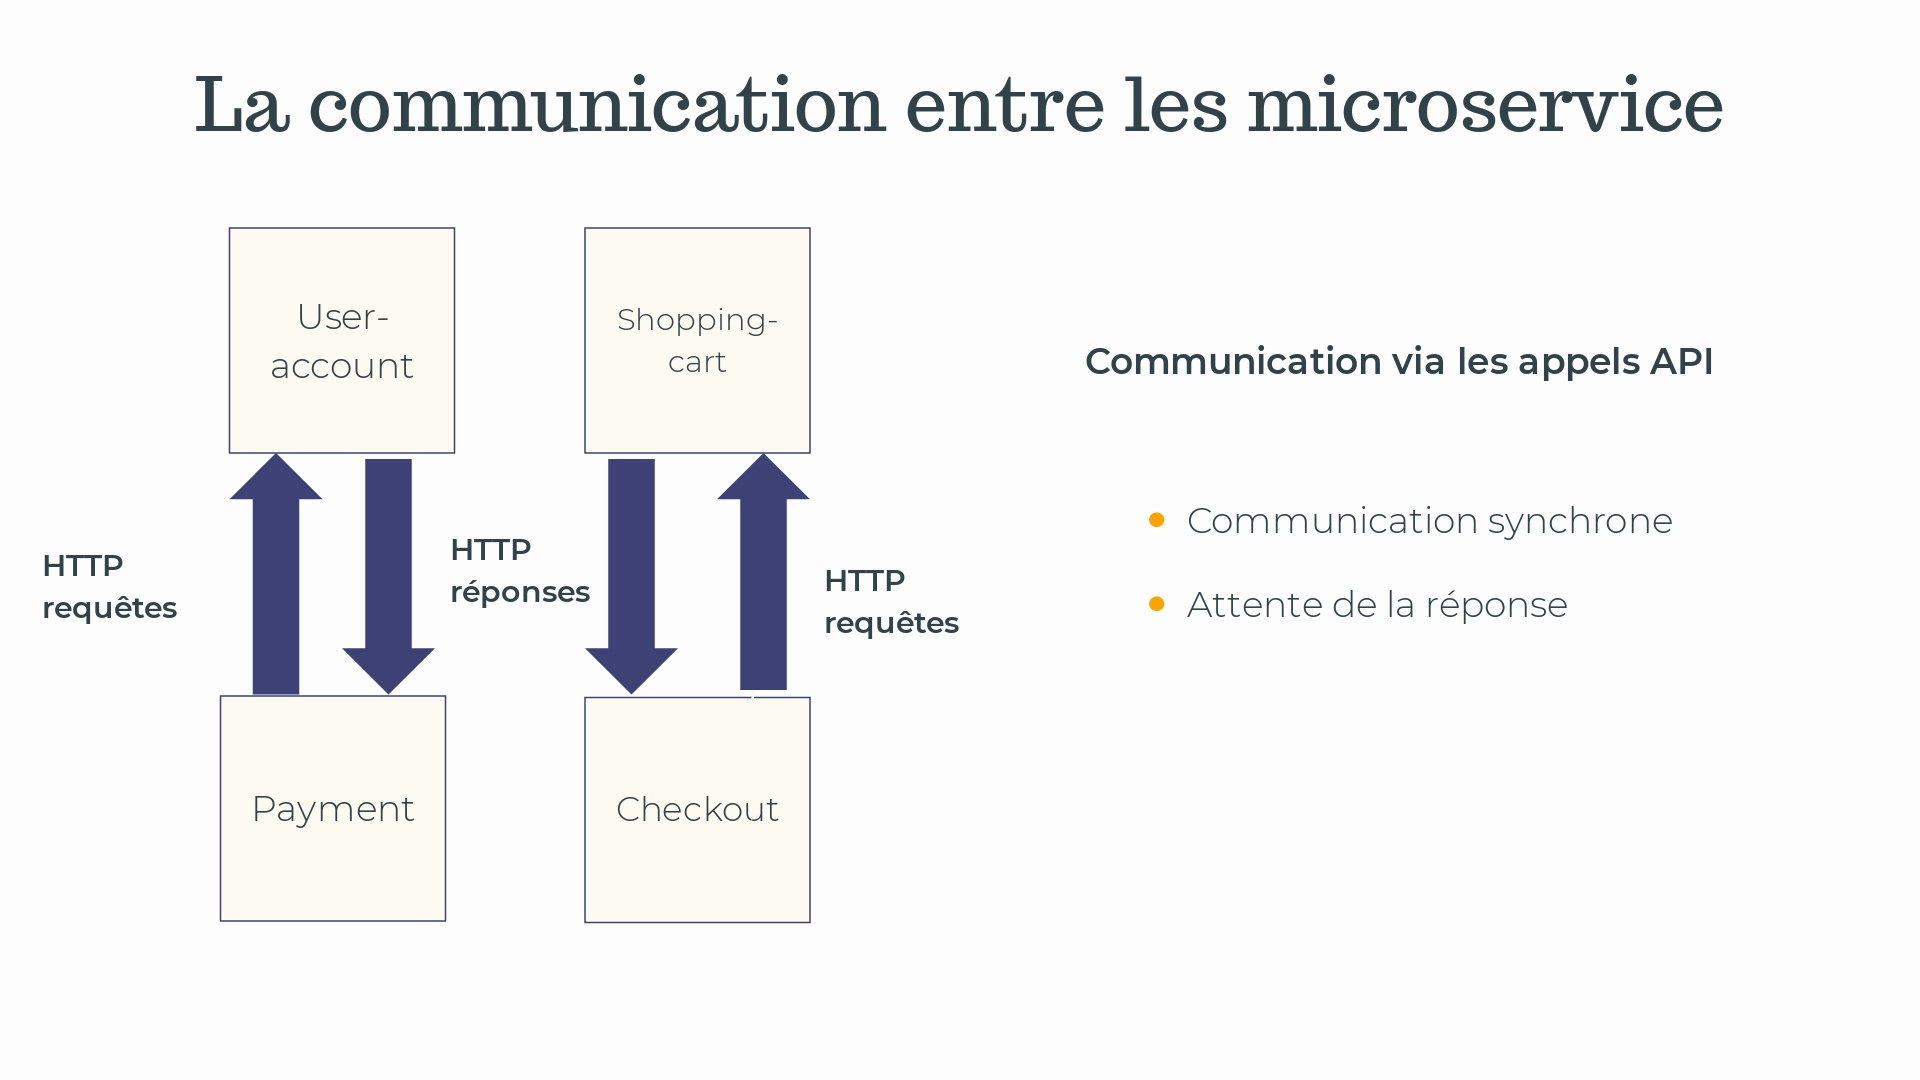 La communication entre les microservice
User-
account
Shopping-
cart
HTTP
requêtes
HTTP
réponses
HTTP
requêtes
Payment
Checkout
Communication via les appels API
Communication synchrone
Attente de la réponse